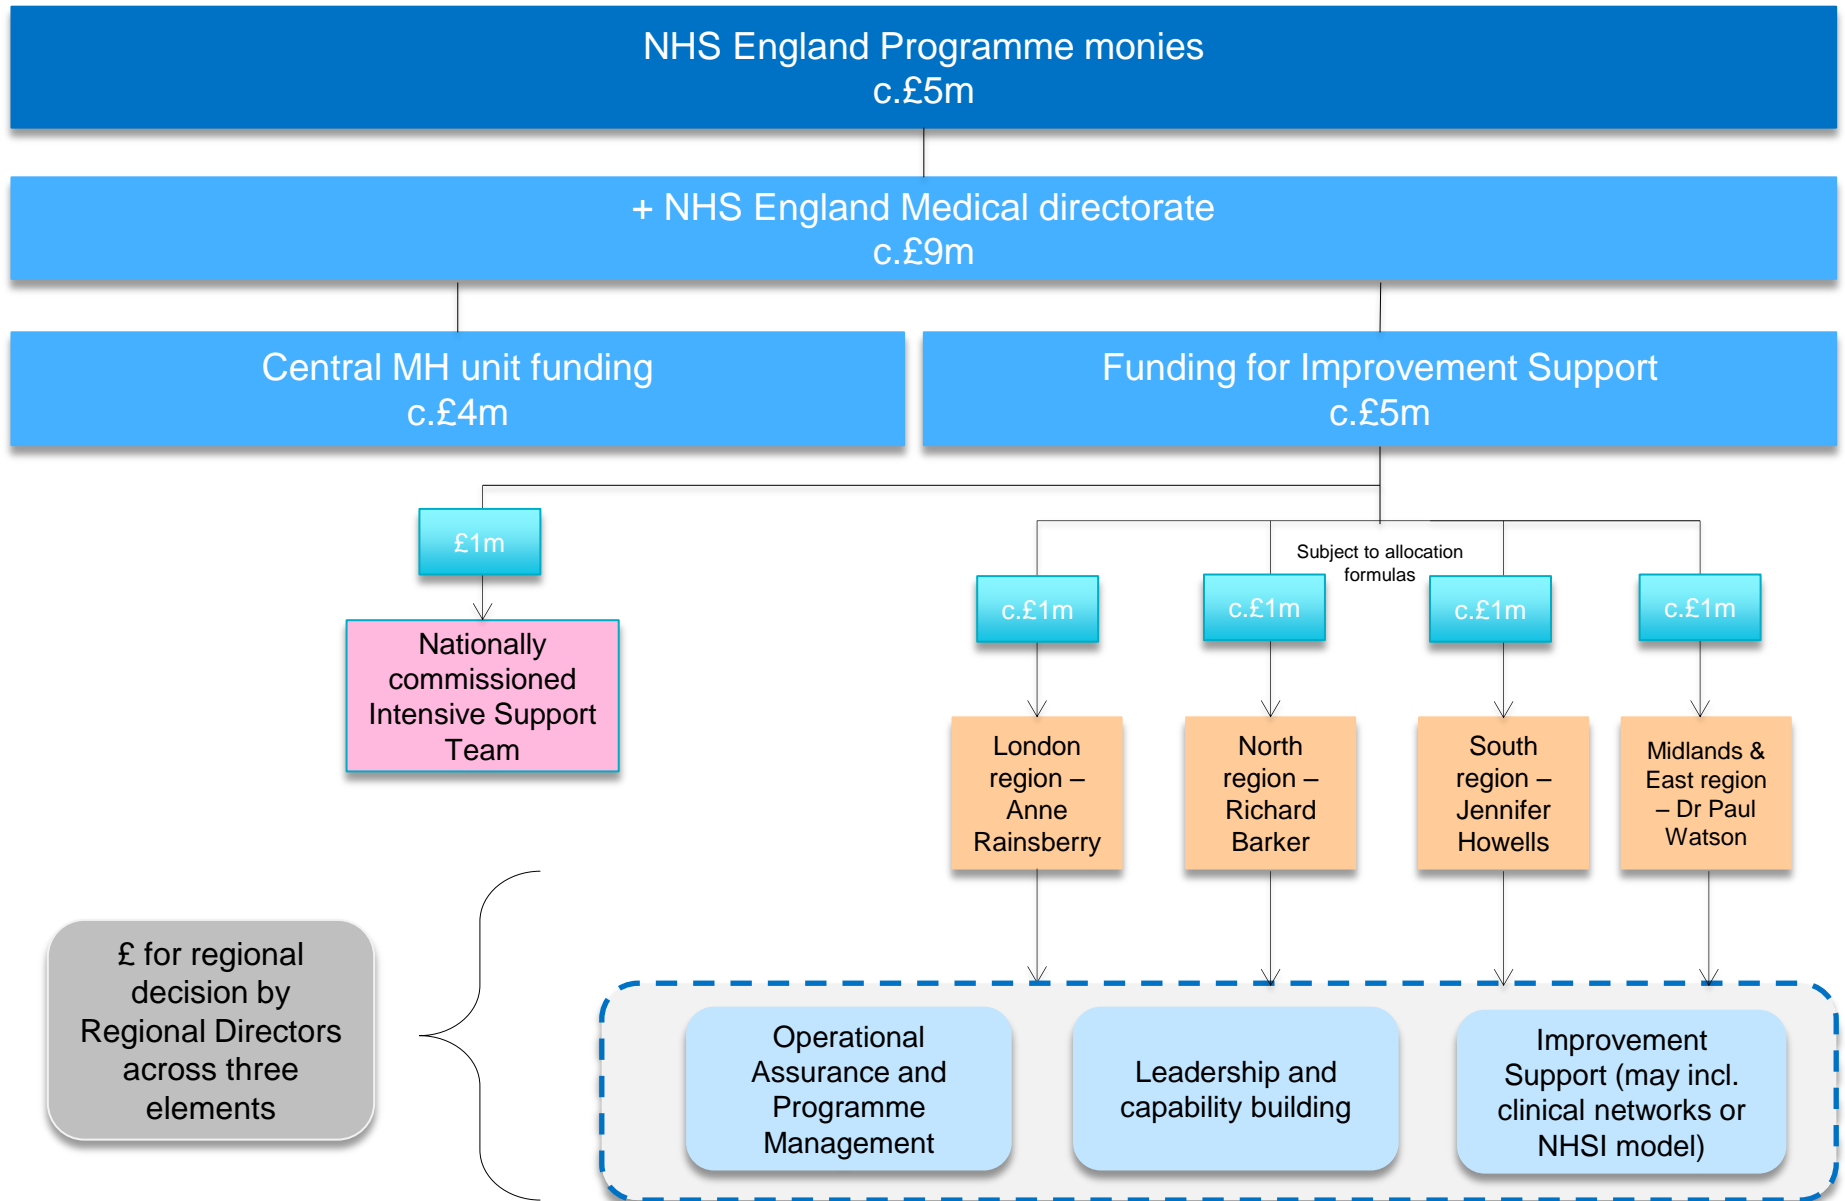 NHS England Programme monies
c.£5m
+ NHS England Medical directorate
c.£9m
Central MH unit funding
c.£4m
Funding for Improvement Support
c.£5m
£1m
Nationally
commissioned
Intensive Support
Team
Subject to allocation
formulas
c.£1m
c.£1m
c.£1m
c.£1m
London
region –
Anne
Rainsberry
North
region –
Richard
Barker
South
region –
Jennifer
Howells
Midlands &
East region
– Dr Paul
Watson
£ for regional
decision by
Regional Directors
across three
elements
Operational
Assurance and
Programme
Management
Leadership and
capability building
Improvement
Support (may incl.
clinical networks or
NHSI model)